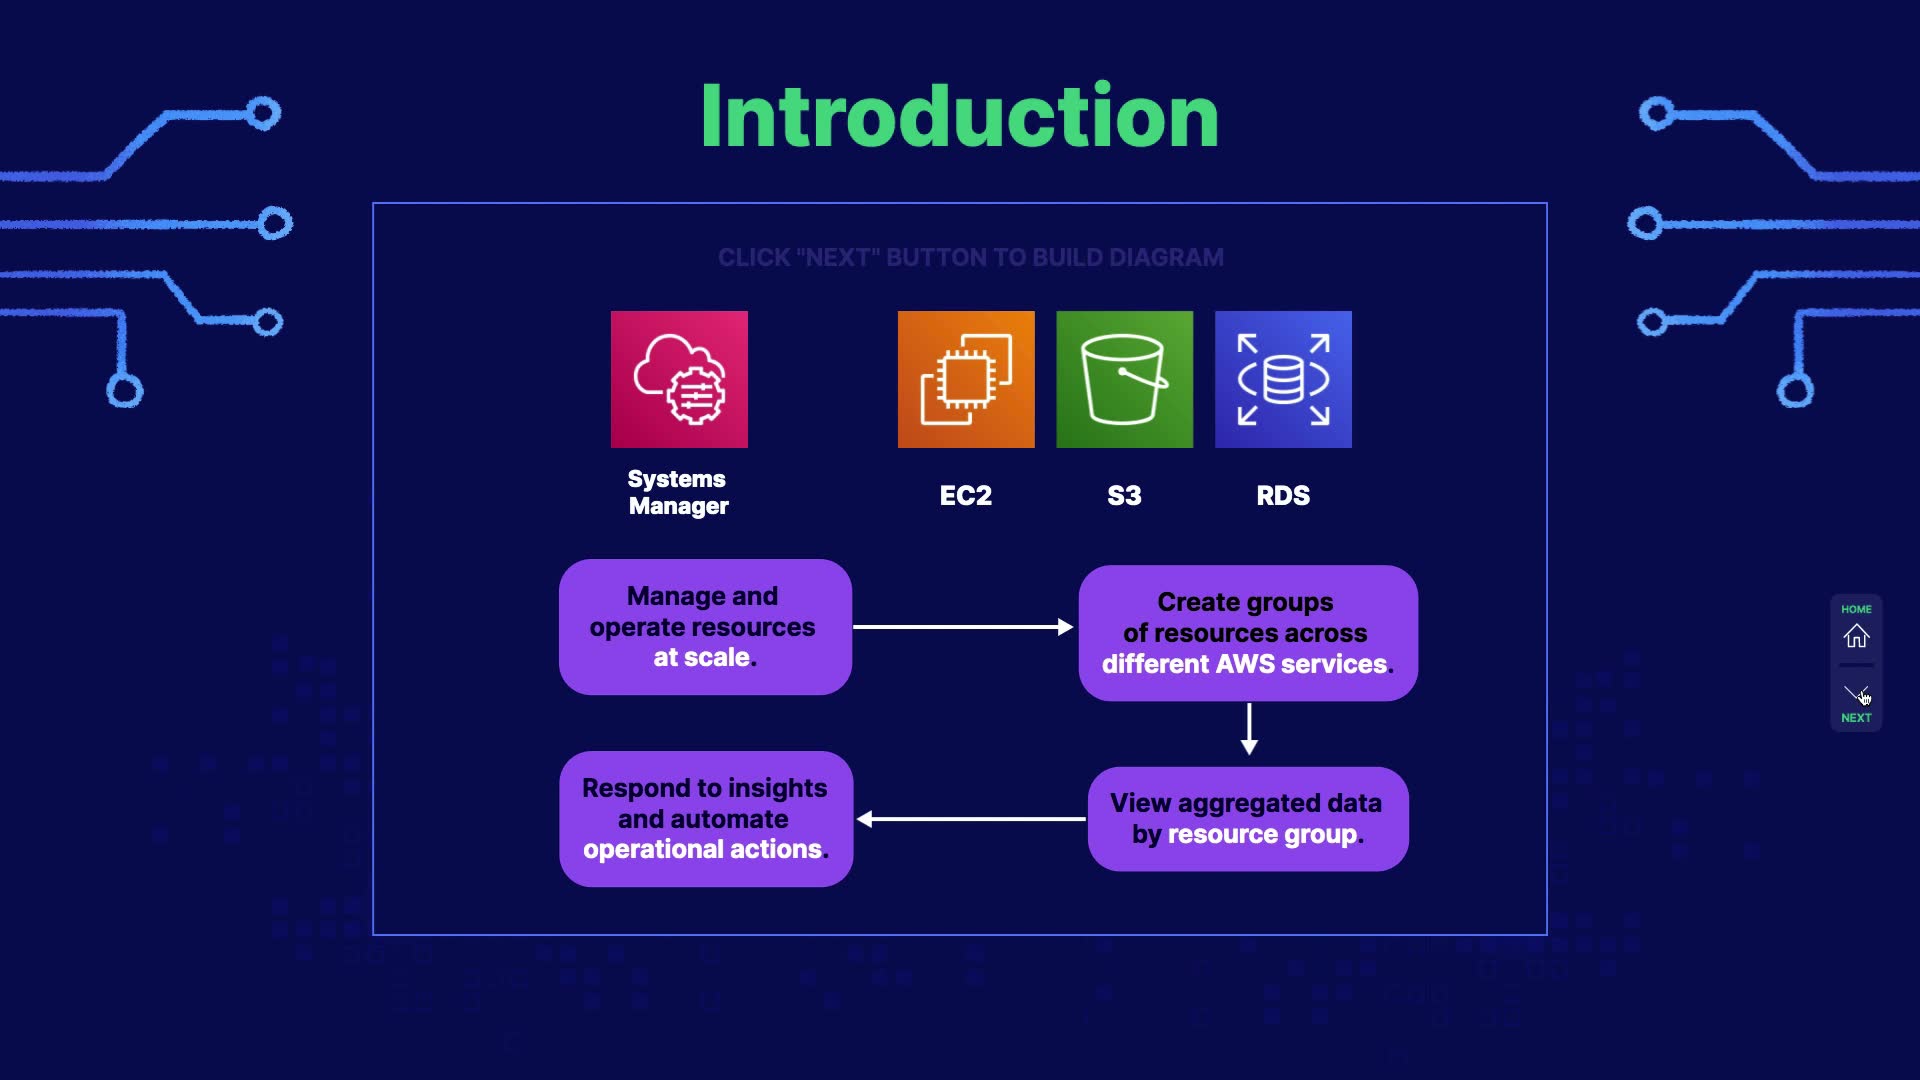 Introduction
CLICK "NEXT" BUTTON TO BUILD DIAGRAM
Systems
Manager
EC2
S3
RDS
Manage and
operate resources
at scale.
Create groups
of resources across
different AWS services.
Respond to insights
and automate
operational actions.
View aggregated data
by resource group.
HOME
NEXT